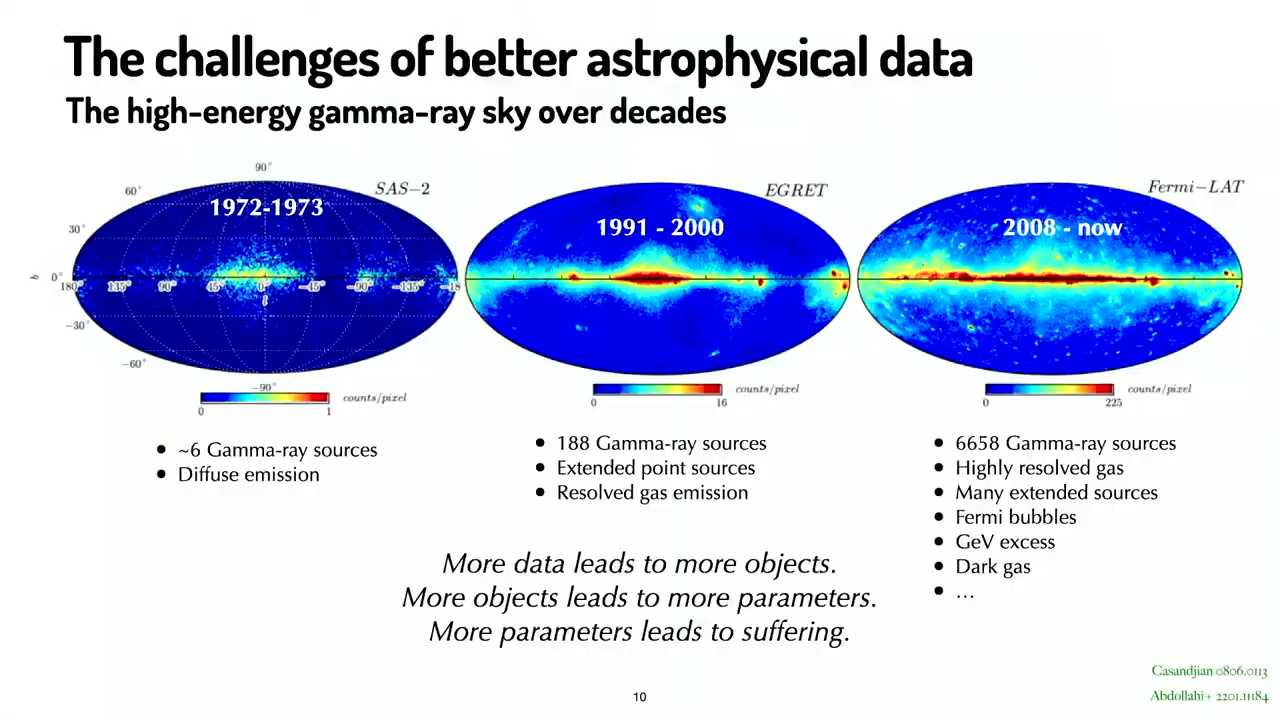 The challenges of better astrophysical data
The high-energy gamma-ray sky over decades
90°
60°
30°
b 0°
180° 135° 90° 45° 0° -45° -90° -135° -18
ℓ
-30°
-60°
-90°
SAS-2
1972-1973
0 1
counts/pixel
EGRET
1991 - 2000
0 16
counts/pixel
Fermi-LAT
2008 - now
0 225
counts/pixel
• ~6 Gamma-ray sources
• Diffuse emission
• 188 Gamma-ray sources
• Extended point sources
• Resolved gas emission
• 6658 Gamma-ray sources
• Highly resolved gas
• Many extended sources
• Fermi bubbles
• GeV excess
• Dark gas
• ...
More data leads to more objects.
More objects leads to more parameters.
More parameters leads to suffering.
Casandjian 0806.0113
Abdollahi+ 2201.11184
10